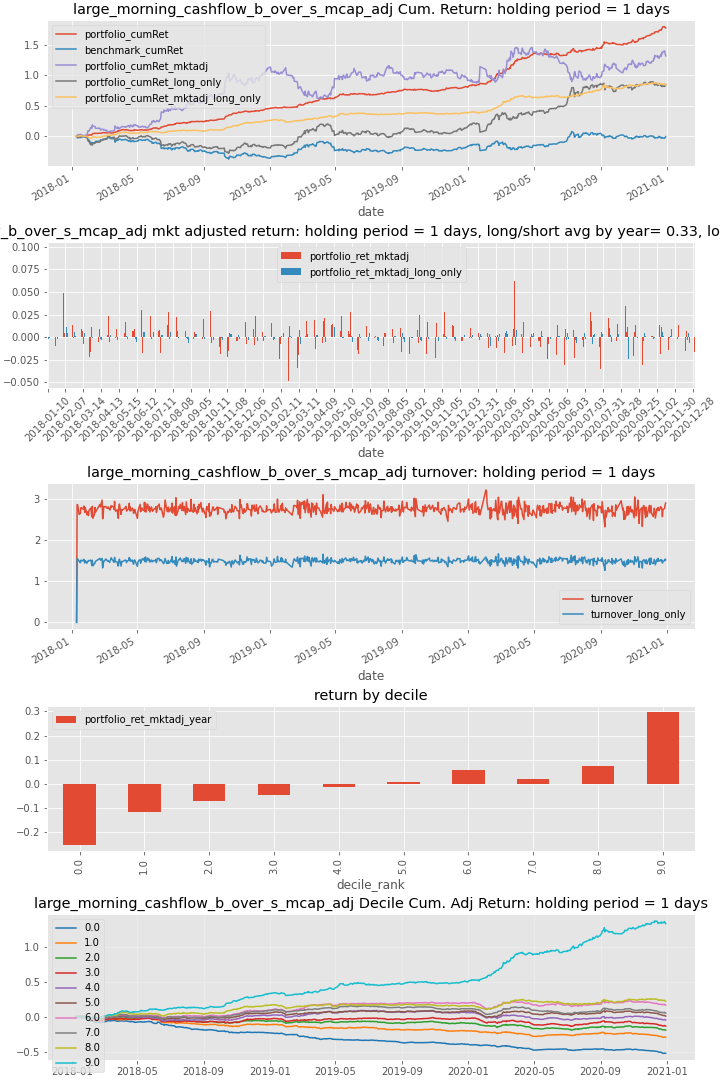 large_morning_cashflow_b_over_s_mcap_adj Cum. Return: holding period = 1 days
portfolio_cumRet
benchmark_cumRet
portfolio_cumRet_mktadj
portfolio_cumRet_long_only
portfolio_cumRet_mktadj_long_only
1.5
1.0
0.5
0.0
2018-01 2018-05 2018-09 2019-01 2019-05 2019-09 2020-01 2020-05 2020-09 2021-01
date
_b_over_s_mcap_adj mkt adjusted return: holding period = 1 days, long/short avg by year= 0.33, lo
portfolio_ret_mktadj
portfolio_ret_mktadj_long_only
0.100
0.075
0.050
0.025
0.000
−0.025
−0.050
2018-01-10 2018-02-07 2018-03-14 2018-04-13 2018-05-15 2018-06-12 2018-07-11 2018-08-08 2018-09-05 2018-10-11 2018-11-08 2018-12-06 2019-01-07 2019-02-11 2019-03-11 2019-04-09 2019-05-10 2019-06-10 2019-07-08 2019-08-05 2019-09-02 2019-10-08 2019-11-05 2019-12-03 2019-12-31 2020-02-06 2020-03-05 2020-04-02 2020-05-06 2020-06-03 2020-07-03 2020-07-31 2020-08-28 2020-09-25 2020-11-02 2020-11-30 2020-12-28
date
large_morning_cashflow_b_over_s_mcap_adj turnover: holding period = 1 days
3
2
1
0
turnover
turnover_long_only
2018-01 2018-05 2018-09 2019-01 2019-05 2019-09 2020-01 2020-05 2020-09 2021-01
date
return by decile
portfolio_ret_mktadj_year
0.3
0.2
0.1
0.0
−0.1
−0.2
0.0 1.0 2.0 3.0 4.0 5.0 6.0 7.0 8.0 9.0
decile_rank
large_morning_cashflow_b_over_s_mcap_adj Decile Cum. Adj Return: holding period = 1 days
0.0
1.0
2.0
3.0
4.0
5.0
6.0
7.0
8.0
9.0
1.0
0.5
0.0
−0.5
2018-01 2018-05 2018-09 2019-01 2019-05 2019-09 2020-01 2020-05 2020-09 2021-01